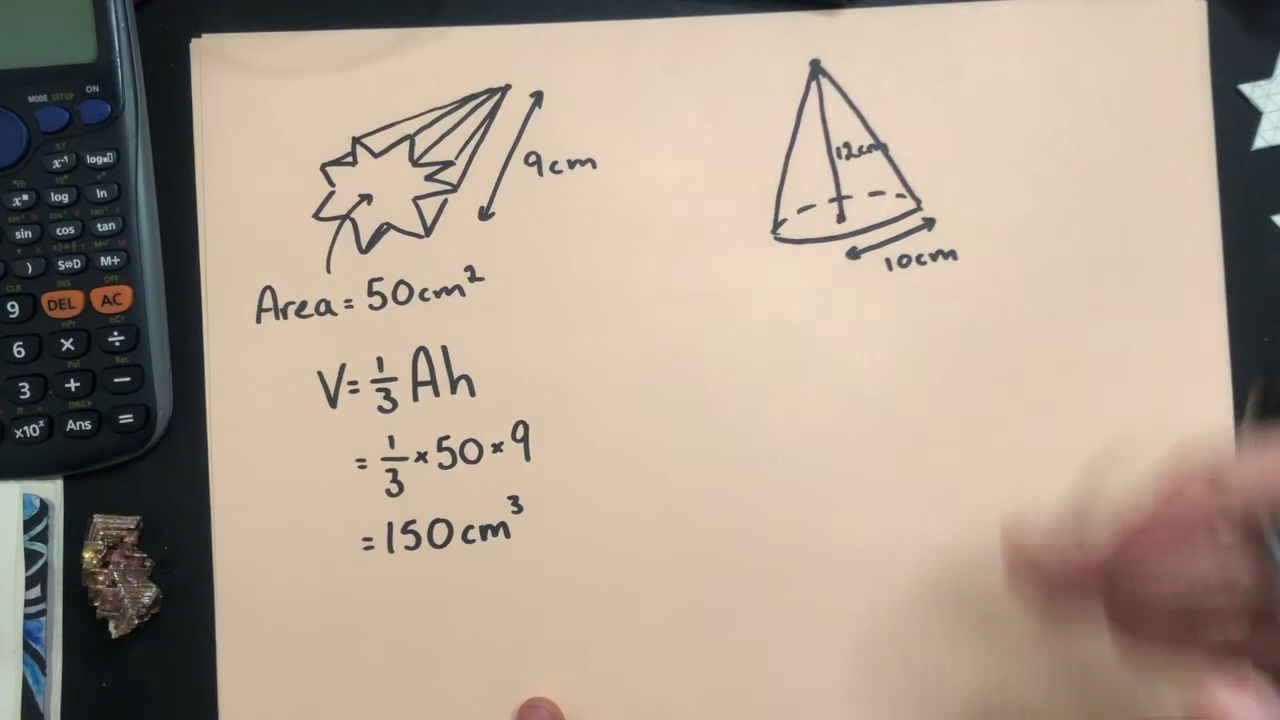 9cm
Area = 50cm²
V = 1/3 Ah
= 1/3 × 50 × 9
= 150cm³
12cm
10cm
MODE SETUP ON
x⁻¹ log
log ln
sin cos tan
) S⇔D M+
9 DEL AC
6 × ÷
3 + −
×10ˣ Ans =